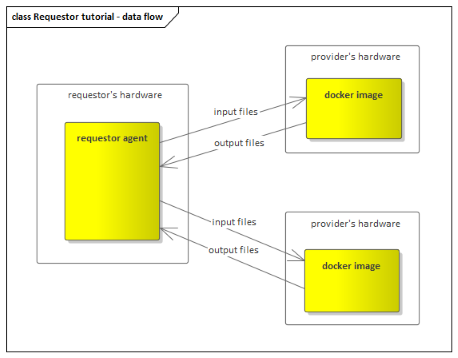 class Requestor tutorial - data flow
provider's hardware
docker image
requestor's hardware
requestor agent
input files
output files
input files
output files
provider's hardware
docker image